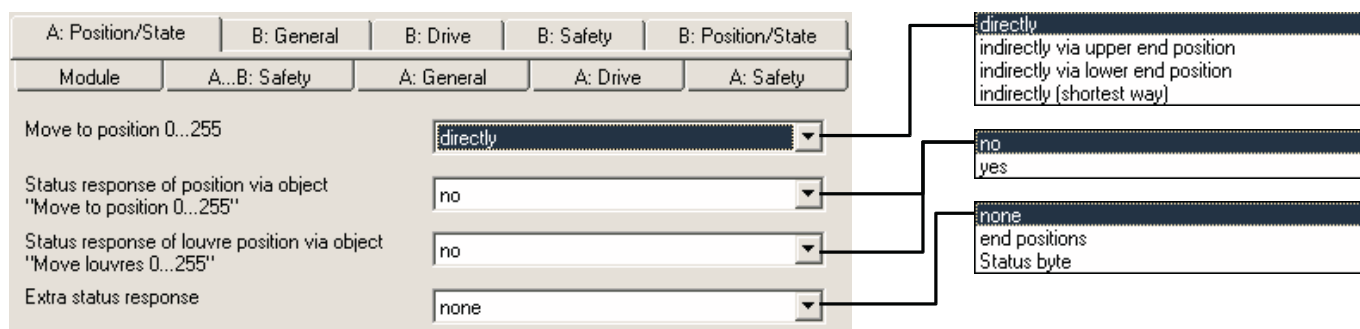 A: Position/State
B: General
B: Drive
B: Safety
B: Position/State
Module
A...B: Safety
A: General
A: Drive
A: Safety
Move to position 0...255
directly
Status response of position via object
"Move to position 0...255"
no
Status response of louvre position via object
"Move louvres 0...255"
no
Extra status response
none
directly
indirectly via upper end position
indirectly via lower end position
indirectly (shortest way)
no
yes
none
end positions
Status byte